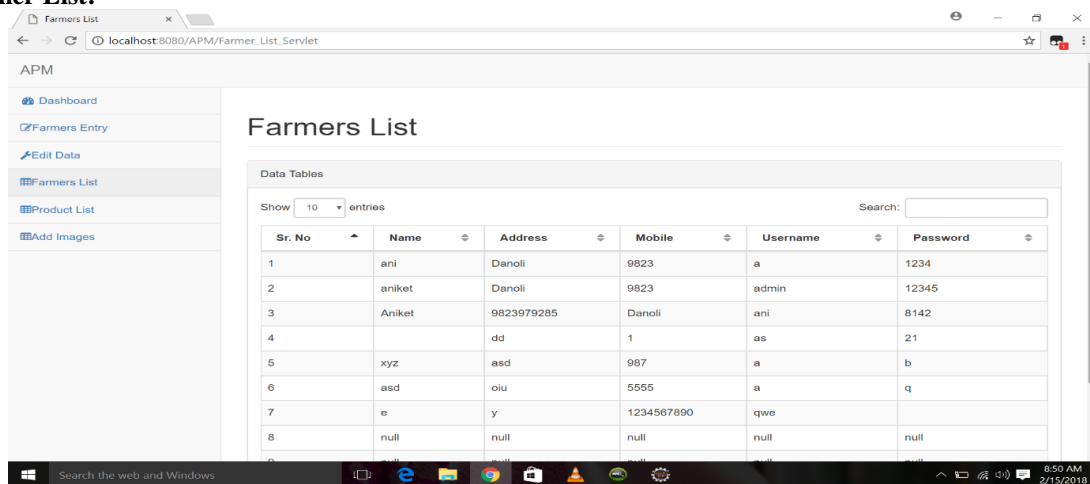 Farmers List
localhost:8080/APM/Farmer_List_Servlet
APM
Dashboard
Farmers Entry
Edit Data
Farmers List
Product List
Add Images
Farmers List
Data Tables
Show 10 entries Search:
Sr. No Name Address Mobile Username Password
1 ani Danoli 9823 a 1234
2 aniket Danoli 9823 admin 12345
3 Aniket 9823979285 Danoli ani 8142
4 dd 1 as 21
5 xyz asd 987 a b
6 asd oiu 5555 a q
7 e y 1234567890 qwe
8 null null null null null
Search the web and Windows
8:50 AM
2/15/2018